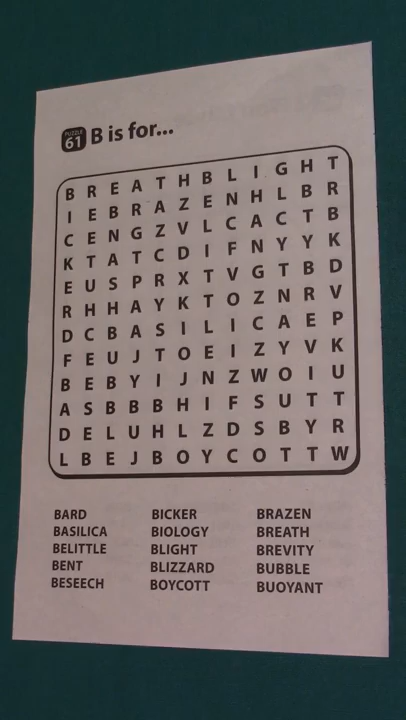 PUZZLE
61 B is for...
B R E A T H B L I G H T
I E B R A Z E N H L B R
C E N G Z V L C A C T B
K T A T C D I F N Y Y K
E U S P R X T V G T B D
R H H A Y K T O Z N R V
D C B A S I L I C A E P
F E U J T O E I Z Y V K
B E B Y I J N Z W O I U
A S B B B H I F S U T T
D E L U H L Z D S B Y R
L B E J B O Y C O T T W
BARD BICKER BRAZEN
BASILICA BIOLOGY BREATH
BELITTLE BLIGHT BREVITY
BENT BLIZZARD BUBBLE
BESEECH BOYCOTT BUOYANT